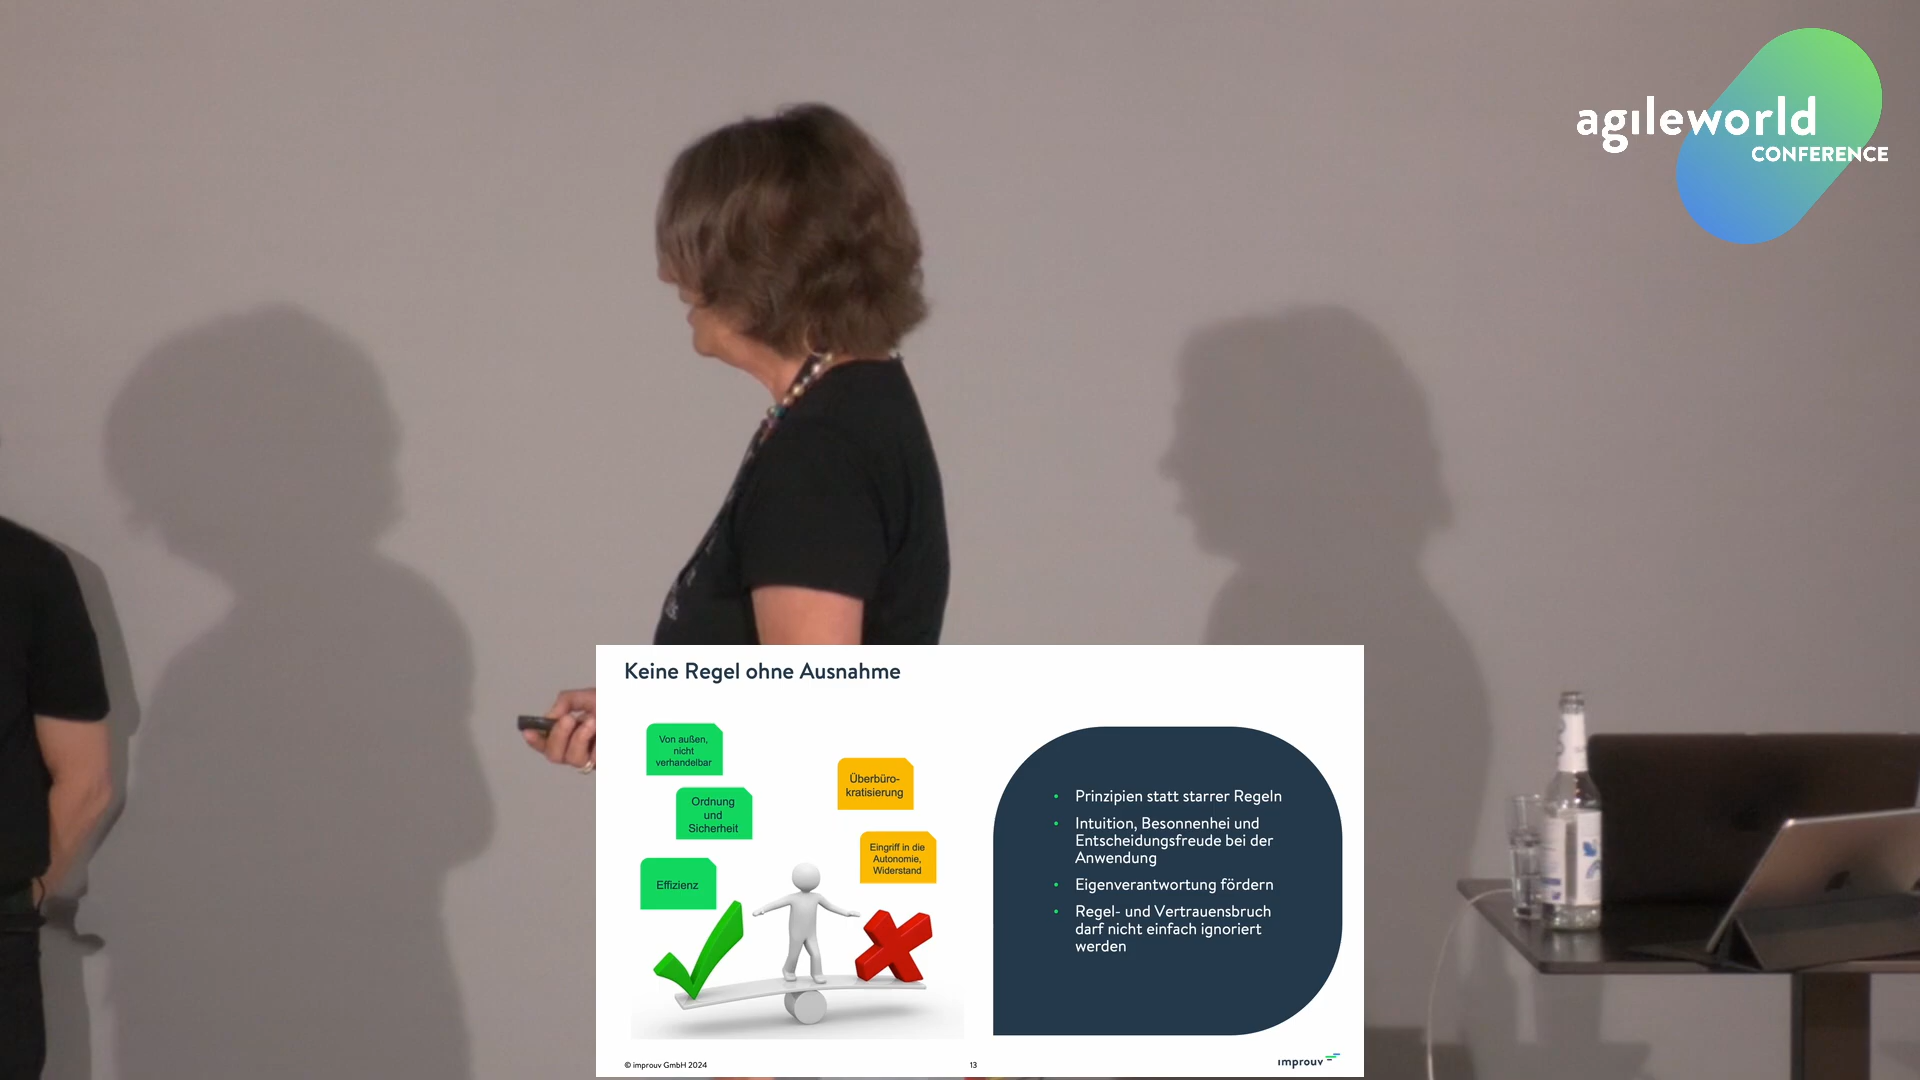 agileworld
CONFERENCE
Keine Regel ohne Ausnahme
Von außen,
nicht
verhandelbar
Ordnung
und
Sicherheit
Effizienz
Überbüro-
kratisierung
Eingriff in die
Autonomie,
Widerstand
• Prinzipien statt starrer Regeln
• Intuition, Besonnenhei und
Entscheidungsfreude bei der
Anwendung
• Eigenverantwortung fördern
• Regel- und Vertrauensbruch
darf nicht einfach ignoriert
werden
© improuv GmbH 2024
13
improuv